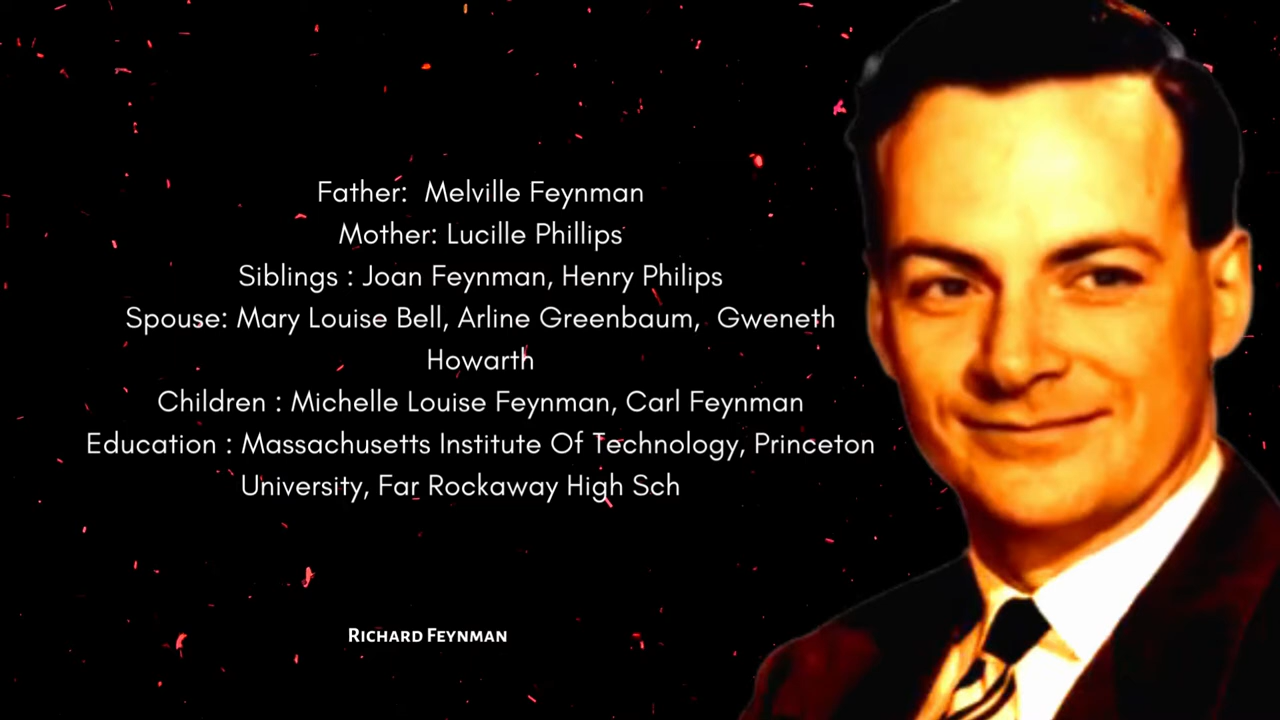 Father:  Melville Feynman
Mother: Lucille Phillips
Siblings : Joan Feynman, Henry Philips
Spouse: Mary Louise Bell, Arline Greenbaum,  Gweneth
Howarth
Children : Michelle Louise Feynman, Carl Feynman
Education : Massachusetts Institute Of Technology, Princeton
University, Far Rockaway High Sch
Richard Feynman